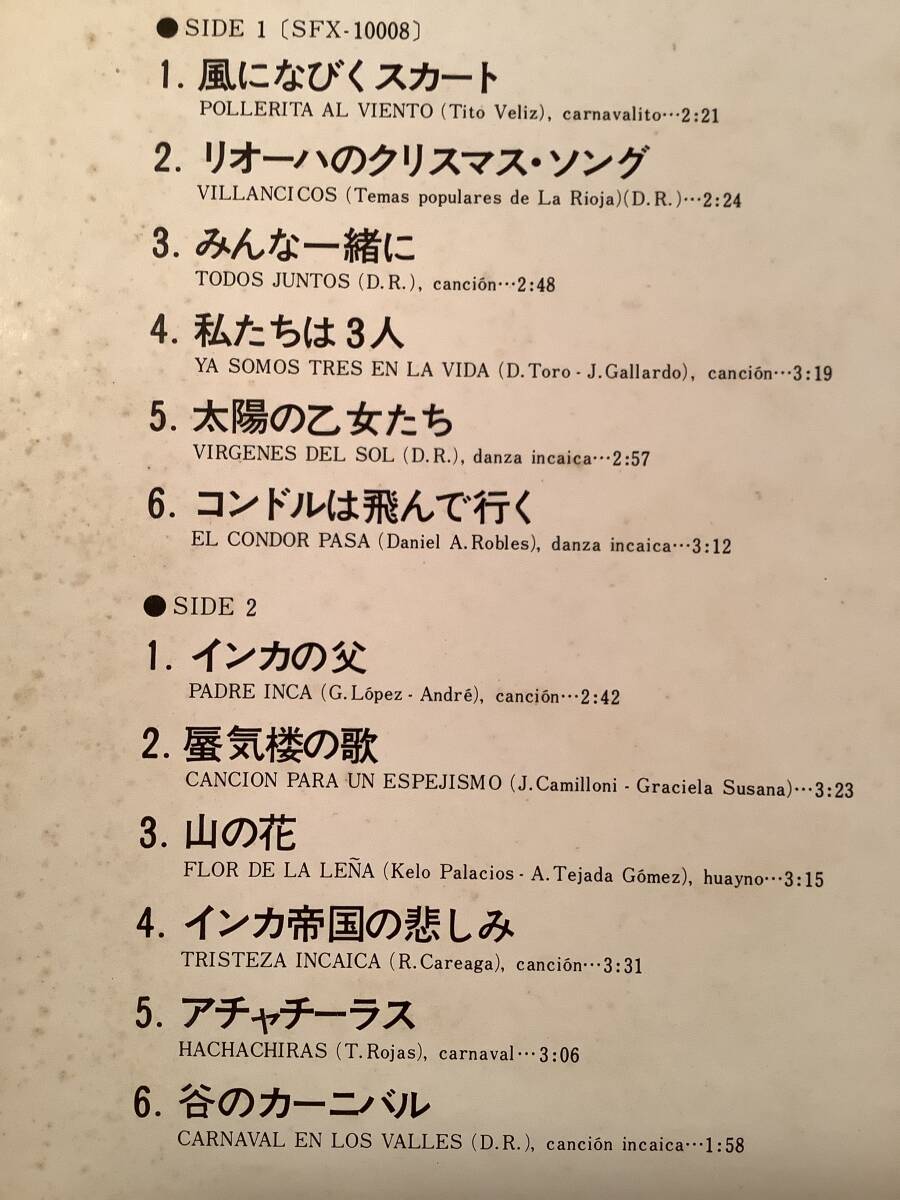 ● SIDE 1〔SFX-10008〕
1. 風になびくスカート
POLLERITA AL VIENTO (Tito Veliz), carnavalito…2:21
2. リオーハのクリスマス・ソング
VILLANCICOS (Temas populares de La Rioja)(D.R.)…2:24
3. みんな一緒に
TODOS JUNTOS (D.R.), canción…2:48
4. 私たちは3人
YA SOMOS TRES EN LA VIDA (D.Toro - J.Gallardo), canción…3:19
5. 太陽の乙女たち
VIRGENES DEL SOL (D.R.), danza incaica…2:57
6. コンドルは飛んで行く
EL CONDOR PASA (Daniel A.Robles), danza incaica…3:12
● SIDE 2
1. インカの父
PADRE INCA (G.López - André), canción…2:42
2. 蜃気楼の歌
CANCION PARA UN ESPEJISMO (J.Camilloni - Graciela Susana)…3:23
3. 山の花
FLOR DE LA LEÑA (Kelo Palacios - A.Tejada Gómez), huayno…3:15
4. インカ帝国の悲しみ
TRISTEZA INCAICA (R.Careaga), canción…3:31
5. アチャチーラス
HACHACHIRAS (T.Rojas), carnaval…3:06
6. 谷のカーニバル
CARNAVAL EN LOS VALLES (D.R.), canción incaica…1:58